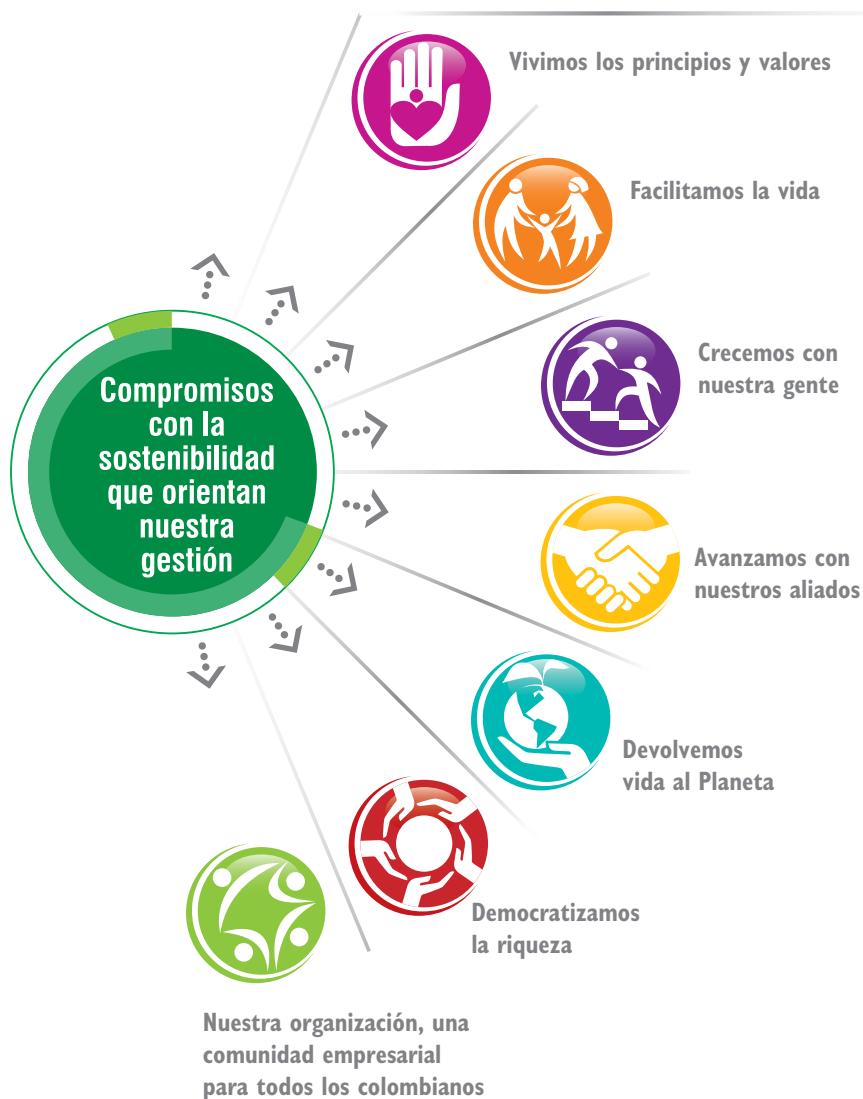 Vivimos los principios y valores
Facilitamos la vida
Crecemos con
nuestra gente
Compromisos
con la
sostenibilidad
que orientan
nuestra
gestión
Avanzamos con
nuestros aliados
Devolvemos
vida al Planeta
Democratizamos
la riqueza
Nuestra organización, una
comunidad empresarial
para todos los colombianos